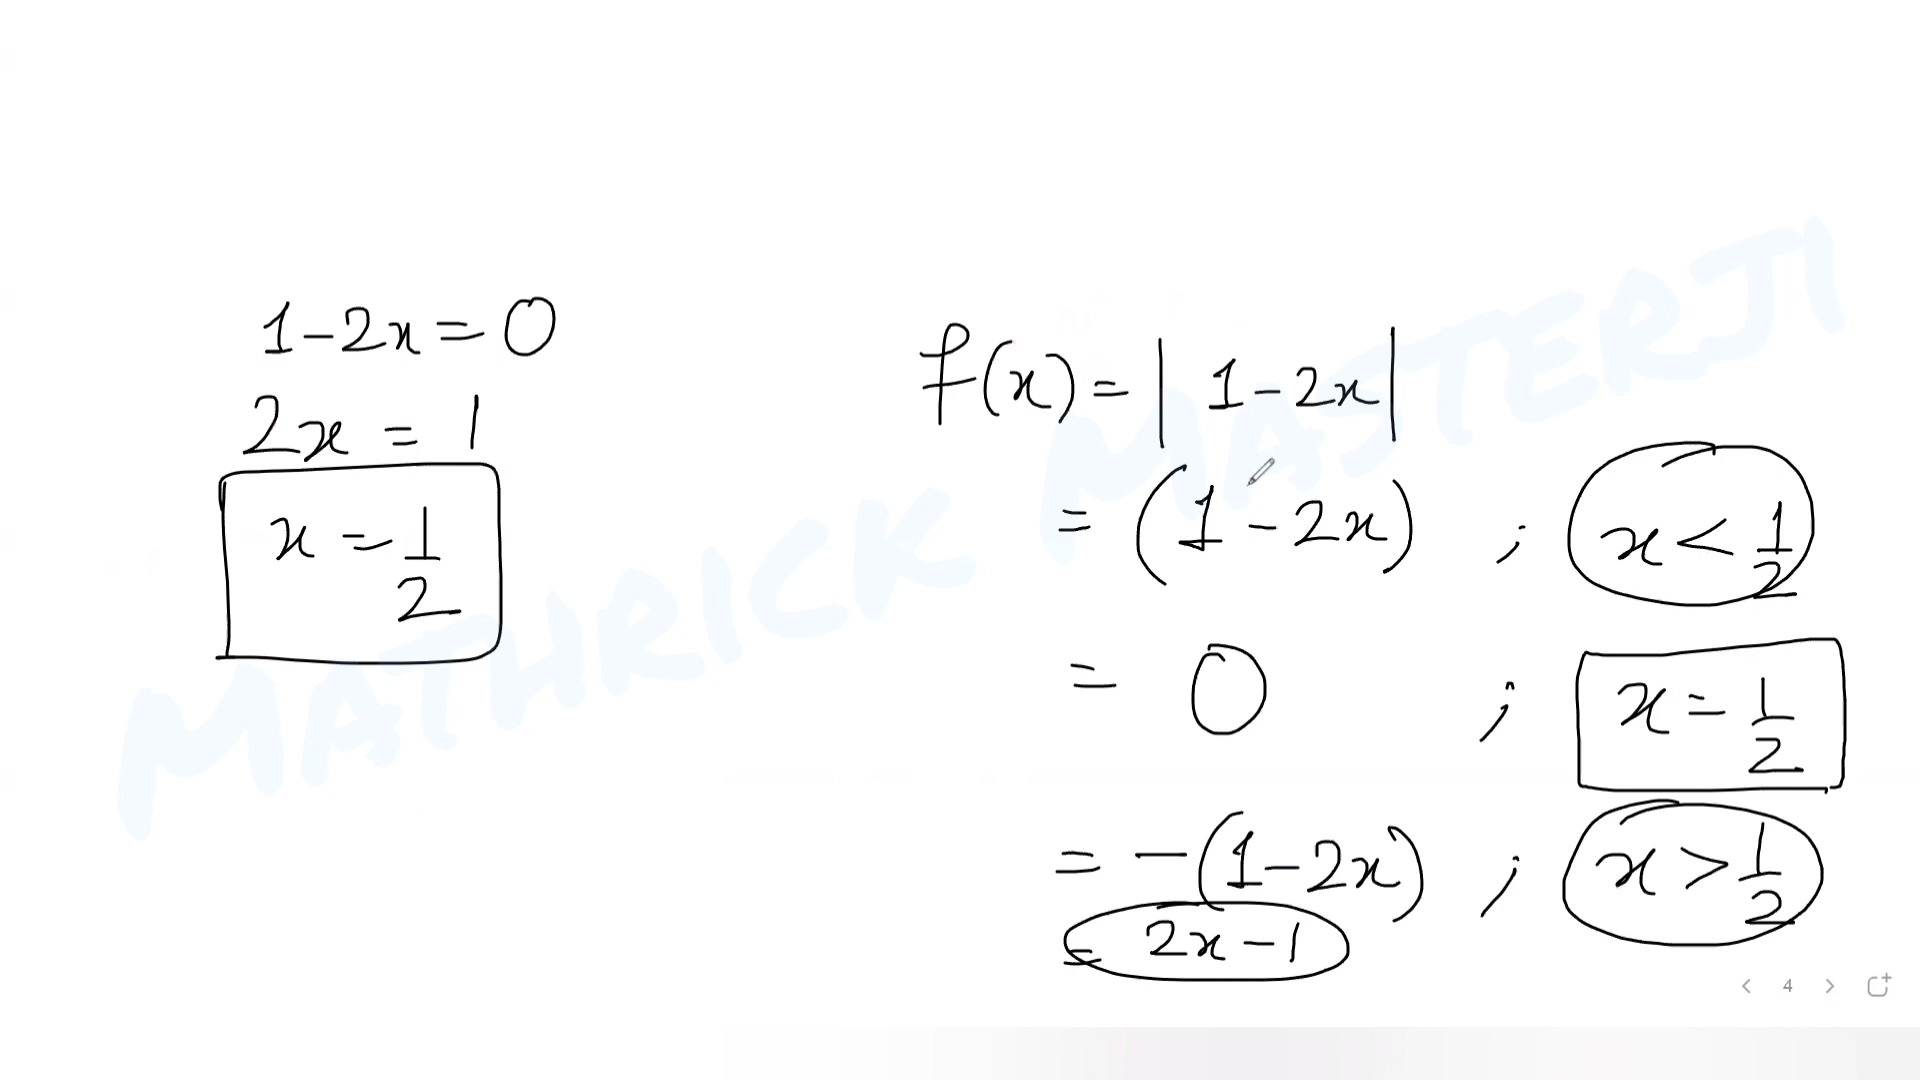 1-2x=0
2x = 1
x = 1/2
f(x) = | 1-2x|
= (1-2x) ; x < 1/2
= 0 ; x = 1/2
= -(1-2x) ; x > 1/2
= 2x-1
MATHRICK MASTERJI
< 4 >